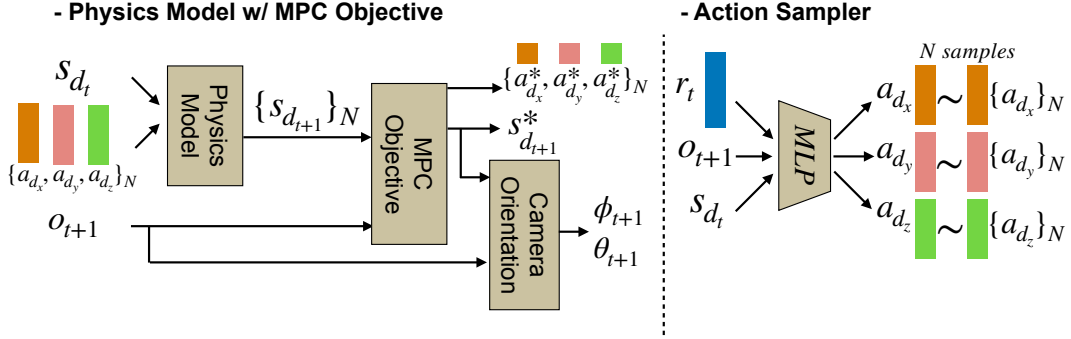 - Physics Model w/ MPC Objective
s_{d_t}
{a_{d_x}, a_{d_y}, a_{d_z}}_N
o_{t+1}
Physics
Model
{s_{d_{t+1}}}_N
MPC
Objective
{a^*_{d_x}, a^*_{d_y}, a^*_{d_z}}_N
s^*_{d_{t+1}}
Camera
Orientation
ϕ_{t+1}
θ_{t+1}
- Action Sampler
r_t
o_{t+1}
s_{d_t}
MLP
N samples
a_{d_x} ~ {a_{d_x}}_N
a_{d_y} ~ {a_{d_y}}_N
a_{d_z} ~ {a_{d_z}}_N